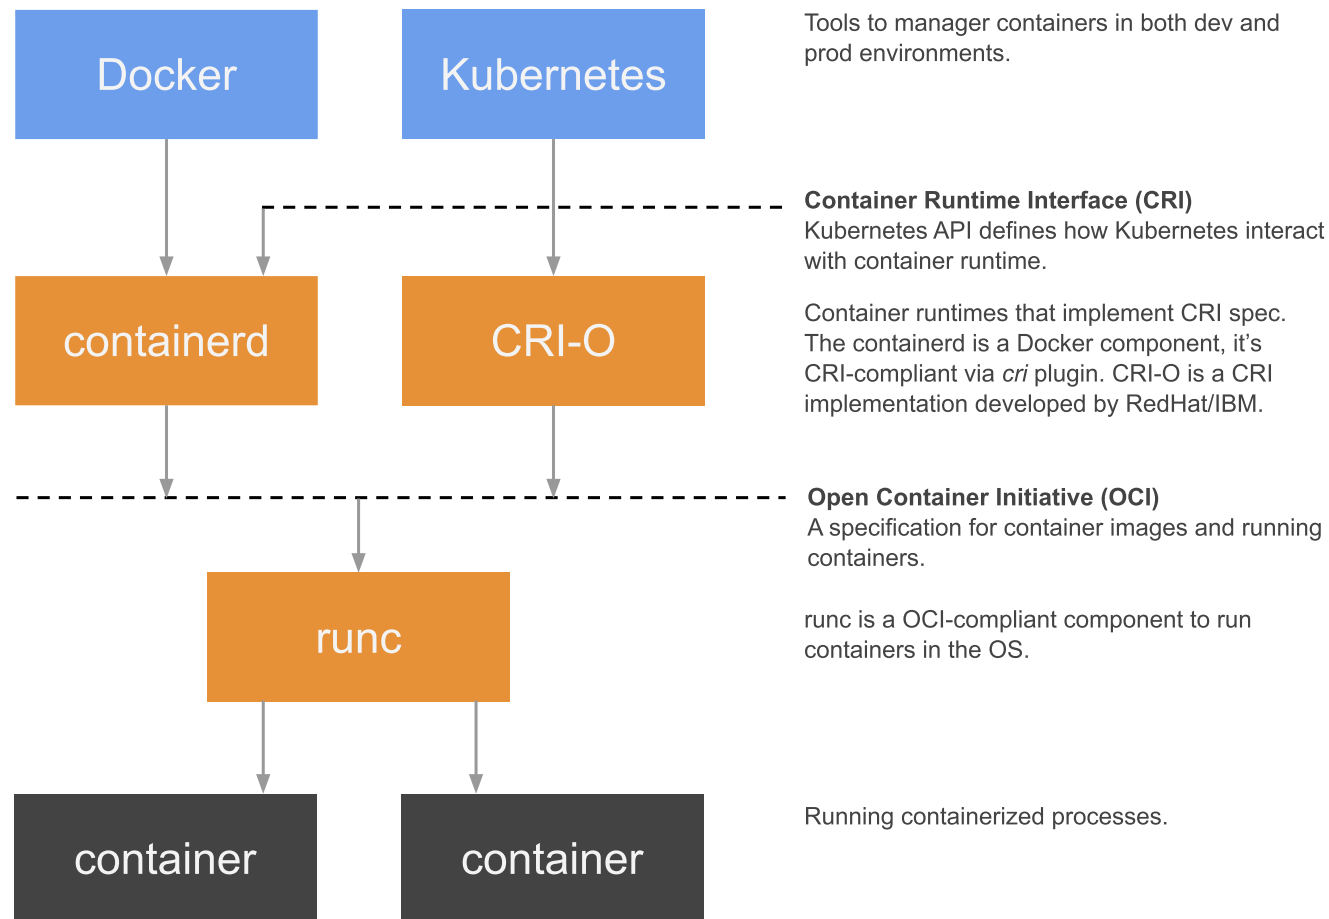 Docker
Kubernetes
Tools to manager containers in both dev and
prod environments.
Container Runtime Interface (CRI)
Kubernetes API defines how Kubernetes interact
with container runtime.
containerd
CRI-O
Container runtimes that implement CRI spec.
The containerd is a Docker component, it’s
CRI-compliant via cri plugin. CRI-O is a CRI
implementation developed by RedHat/IBM.
Open Container Initiative (OCI)
A specification for container images and running
containers.
runc
runc is a OCI-compliant component to run
containers in the OS.
container
container
Running containerized processes.